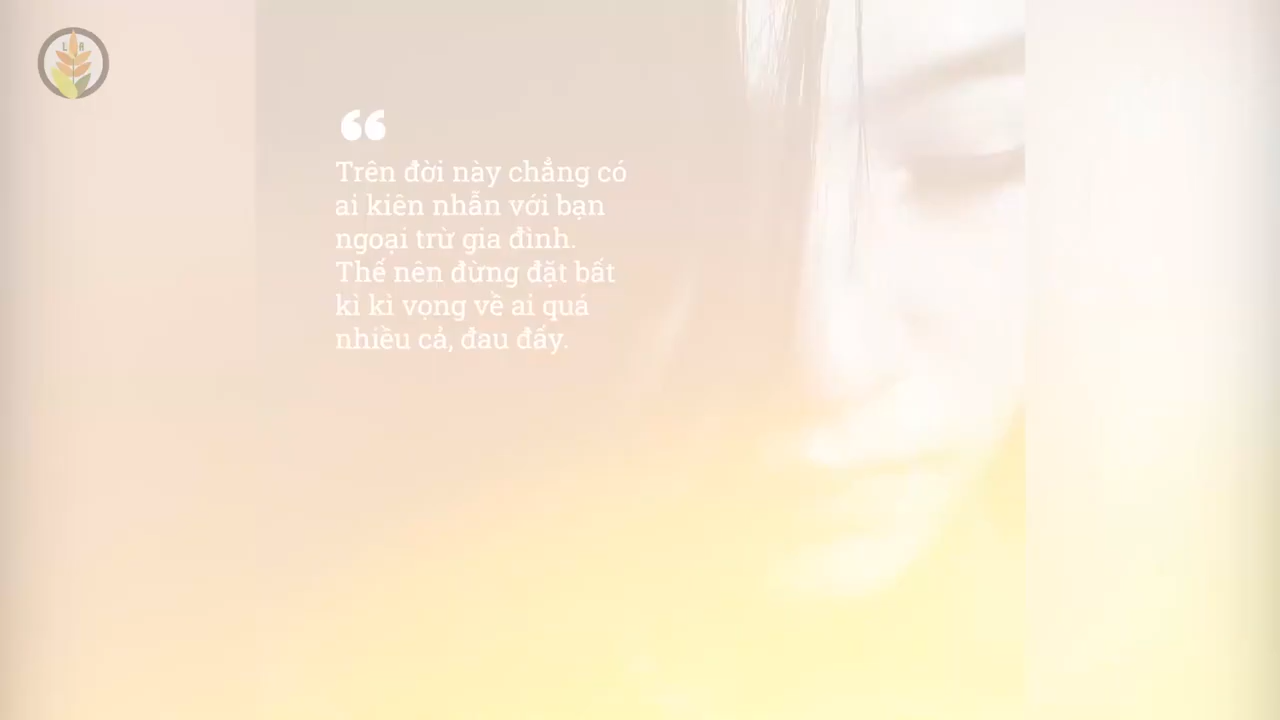 L A
“
Trên đời này chẳng có
ai kiên nhẫn với bạn
ngoại trừ gia đình.
Thế nên đừng đặt bất
kì kì vọng về ai quá
nhiều cả, đau đấy.